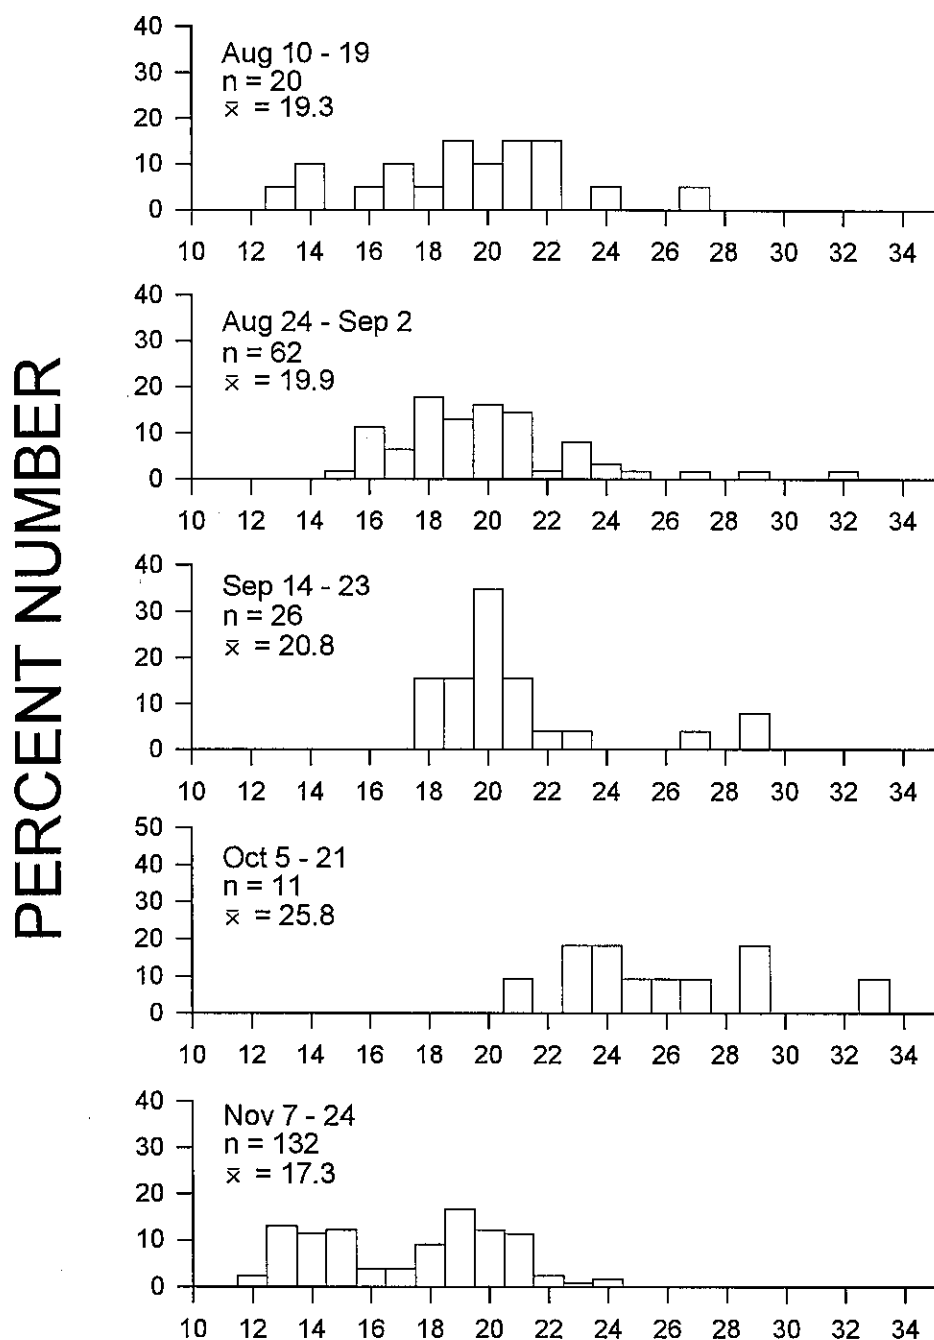 PERCENT NUMBER
40
30
20
10
0
Aug 10 - 19
n = 20
x̄ = 19.3
10 12 14 16 18 20 22 24 26 28 30 32 34
40
30
20
10
0
Aug 24 - Sep 2
n = 62
x̄ = 19.9
10 12 14 16 18 20 22 24 26 28 30 32 34
40
30
20
10
0
Sep 14 - 23
n = 26
x̄ = 20.8
10 12 14 16 18 20 22 24 26 28 30 32 34
50
40
30
20
10
0
Oct 5 - 21
n = 11
x̄ = 25.8
10 12 14 16 18 20 22 24 26 28 30 32 34
40
30
20
10
0
Nov 7 - 24
n = 132
x̄ = 17.3
10 12 14 16 18 20 22 24 26 28 30 32 34